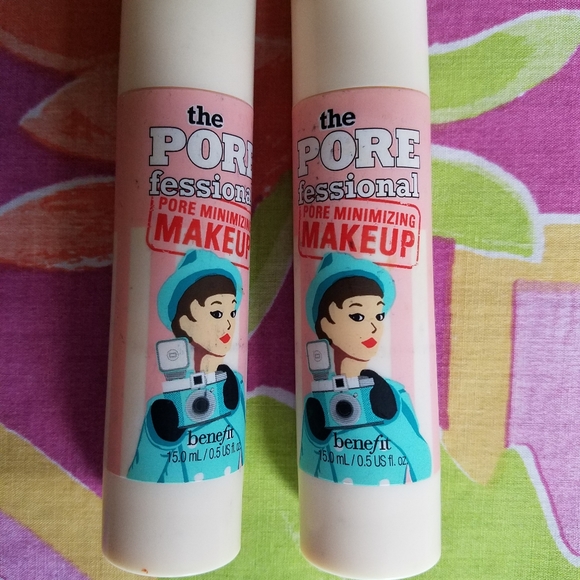 the
PORE
fessional
PORE MINIMIZING
MAKEUP
benefit
15.0 mL / 0.5 US fl. oz.
the
PORE
fessional
PORE MINIMIZING
MAKEUP
benefit
15.0 mL / 0.5 US fl. oz.